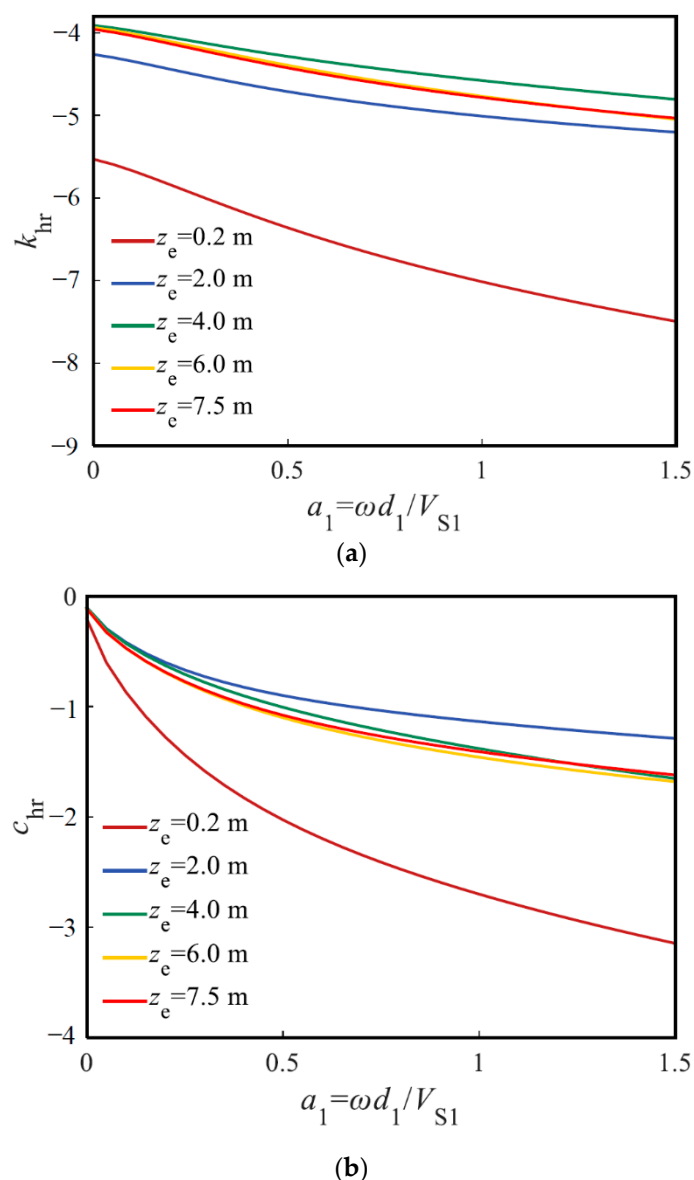 −4
−5
−6
−7
−8
−9
k_hr
z_e=0.2 m
z_e=2.0 m
z_e=4.0 m
z_e=6.0 m
z_e=7.5 m
0 0.5 1 1.5
a_1=ωd_1/V_S1
(a)
0
−1
−2
−3
−4
c_hr
z_e=0.2 m
z_e=2.0 m
z_e=4.0 m
z_e=6.0 m
z_e=7.5 m
0 0.5 1 1.5
a_1=ωd_1/V_S1
(b)